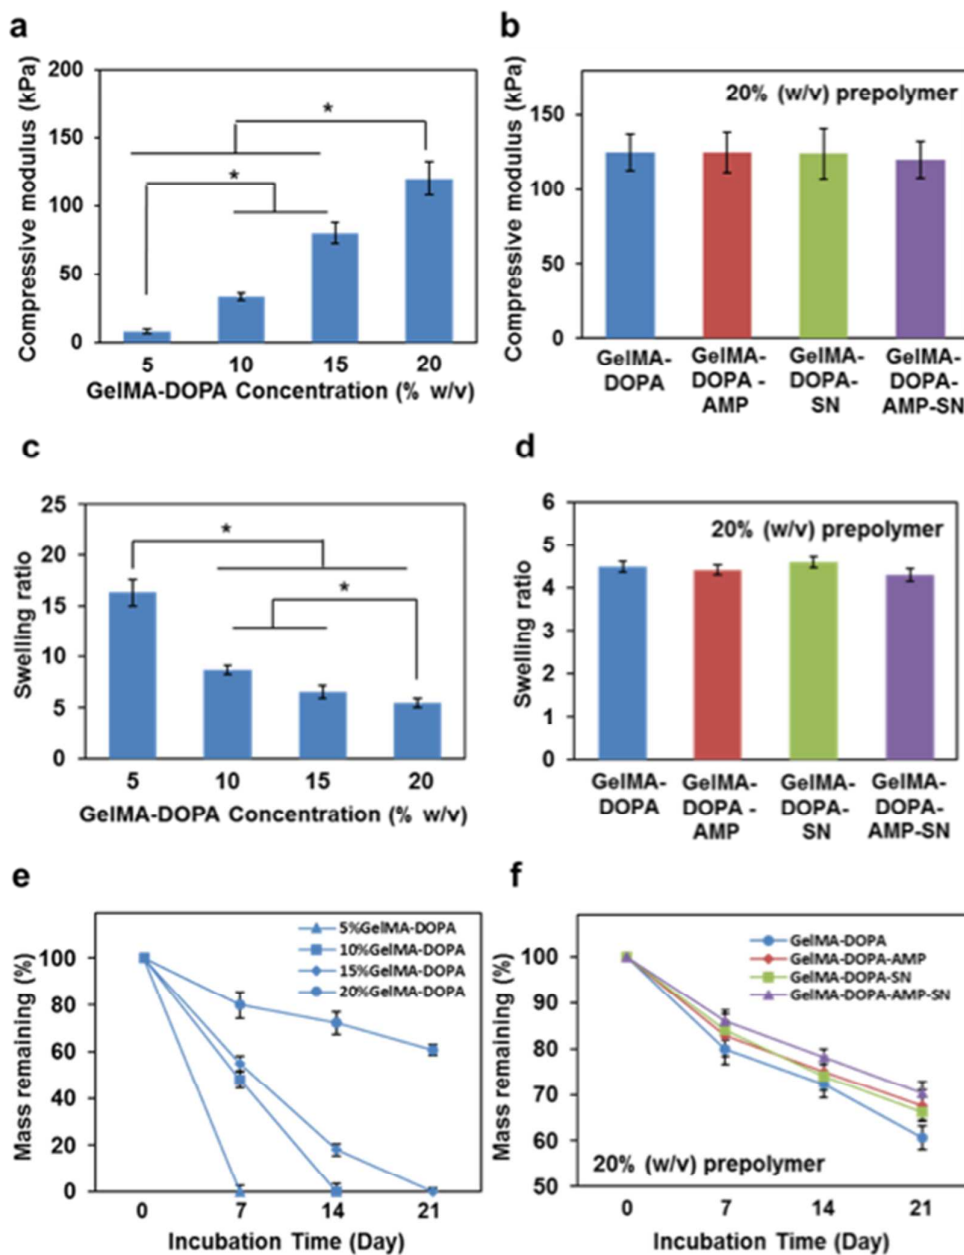 a
Compressive modulus (kPa)
200
150
100
50
0
*
*
5 10 15 20
GelMA-DOPA Concentration (% w/v)
b
Compressive modulus (kPa)
150
100
50
0
20% (w/v) prepolymer
GelMA-
DOPA
GelMA-
DOPA -
AMP
GelMA-
DOPA-
SN
GelMA-
DOPA-
AMP-SN
c
Swelling ratio
25
20
15
10
5
0
*
*
5 10 15 20
GelMA-DOPA Concentration (% w/v)
d
Swelling ratio
6
5
4
3
2
1
0
20% (w/v) prepolymer
GelMA-
DOPA
GelMA-
DOPA -
AMP
GelMA-
DOPA-
SN
GelMA-
DOPA-
AMP-SN
e
Mass remaining (%)
100
80
60
40
20
0
5%GelMA-DOPA
10%GelMA-DOPA
15%GelMA-DOPA
20%GelMA-DOPA
0 7 14 21
Incubation Time (Day)
f
Mass remaining (%)
100
90
80
70
60
50
GelMA-DOPA
GelMA-DOPA-AMP
GelMA-DOPA-SN
GelMA-DOPA-AMP-SN
20% (w/v) prepolymer
0 7 14 21
Incubation Time (Day)